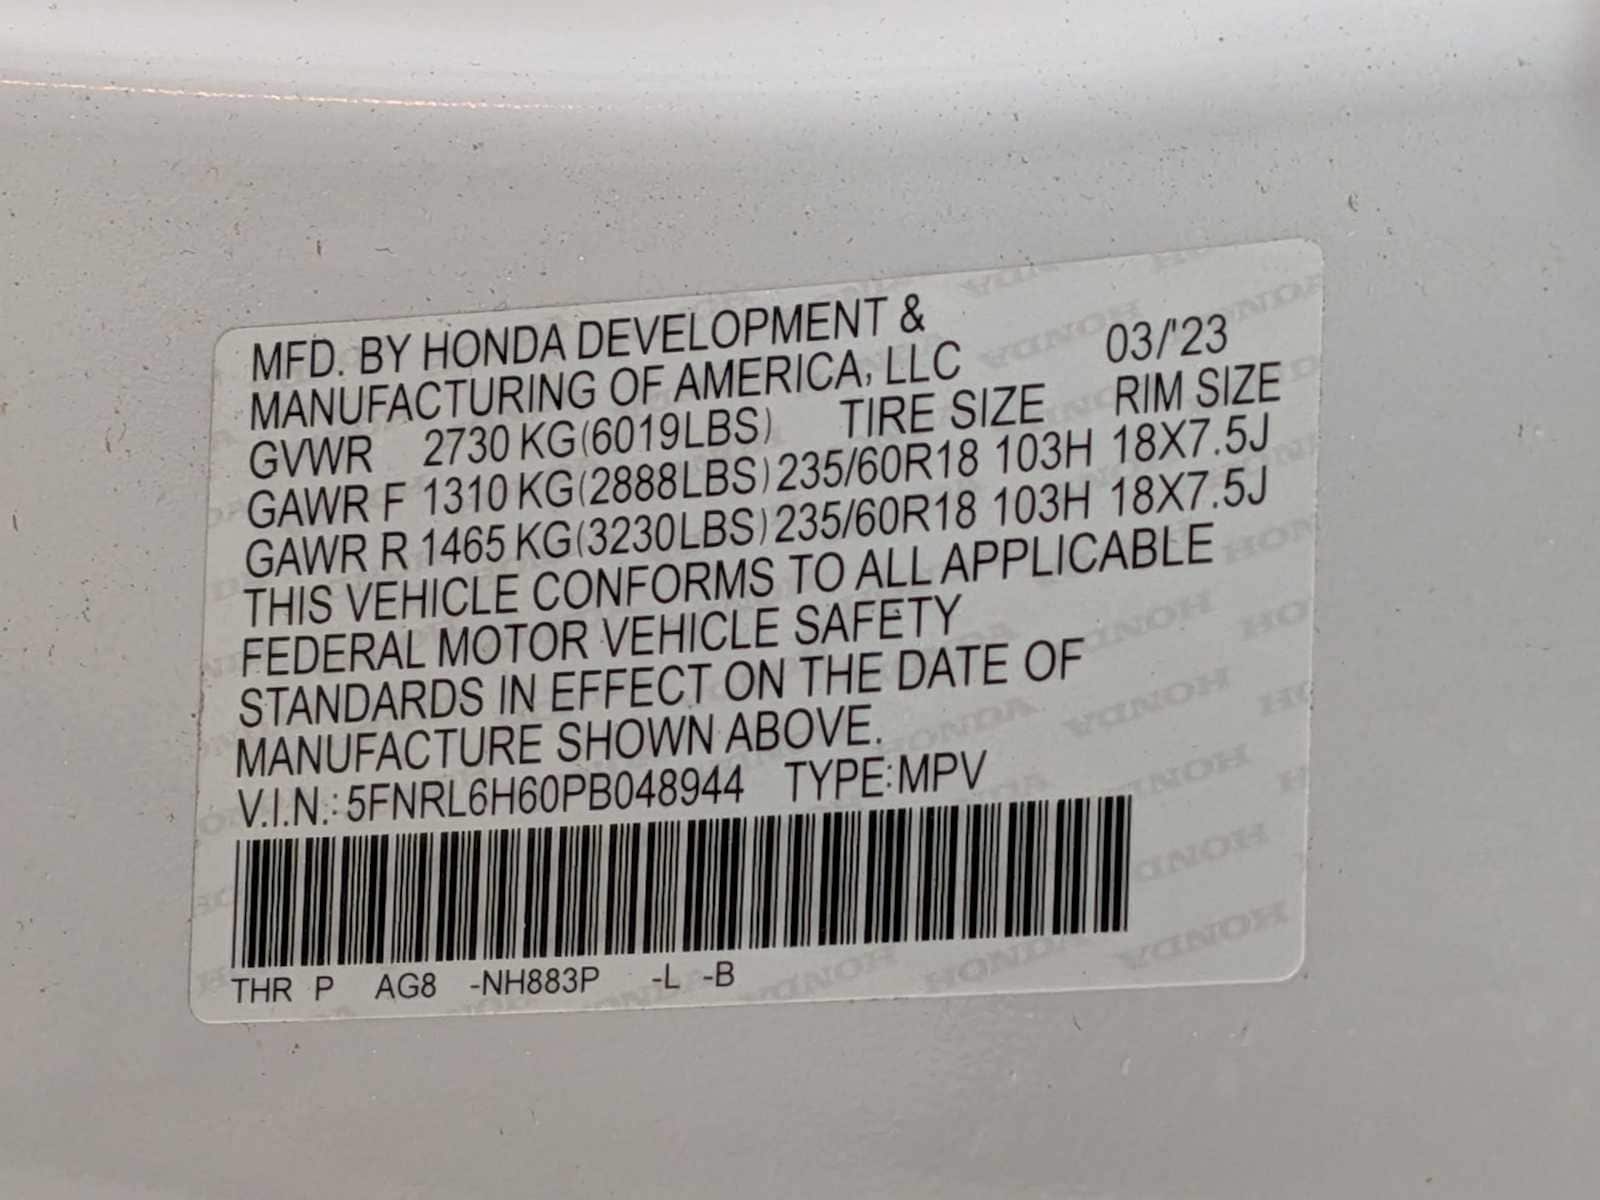 MFD. BY HONDA DEVELOPMENT &
MANUFACTURING OF AMERICA, LLC 03/'23
GVWR 2730 KG(6019LBS) TIRE SIZE RIM SIZE
GAWR F 1310 KG(2888LBS) 235/60R18 103H 18X7.5J
GAWR R 1465 KG(3230LBS) 235/60R18 103H 18X7.5J
THIS VEHICLE CONFORMS TO ALL APPLICABLE
FEDERAL MOTOR VEHICLE SAFETY
STANDARDS IN EFFECT ON THE DATE OF
MANUFACTURE SHOWN ABOVE.
V.I.N.: 5FNRL6H60PB048944 TYPE:MPV
THR P AG8 -NH883P -L -B